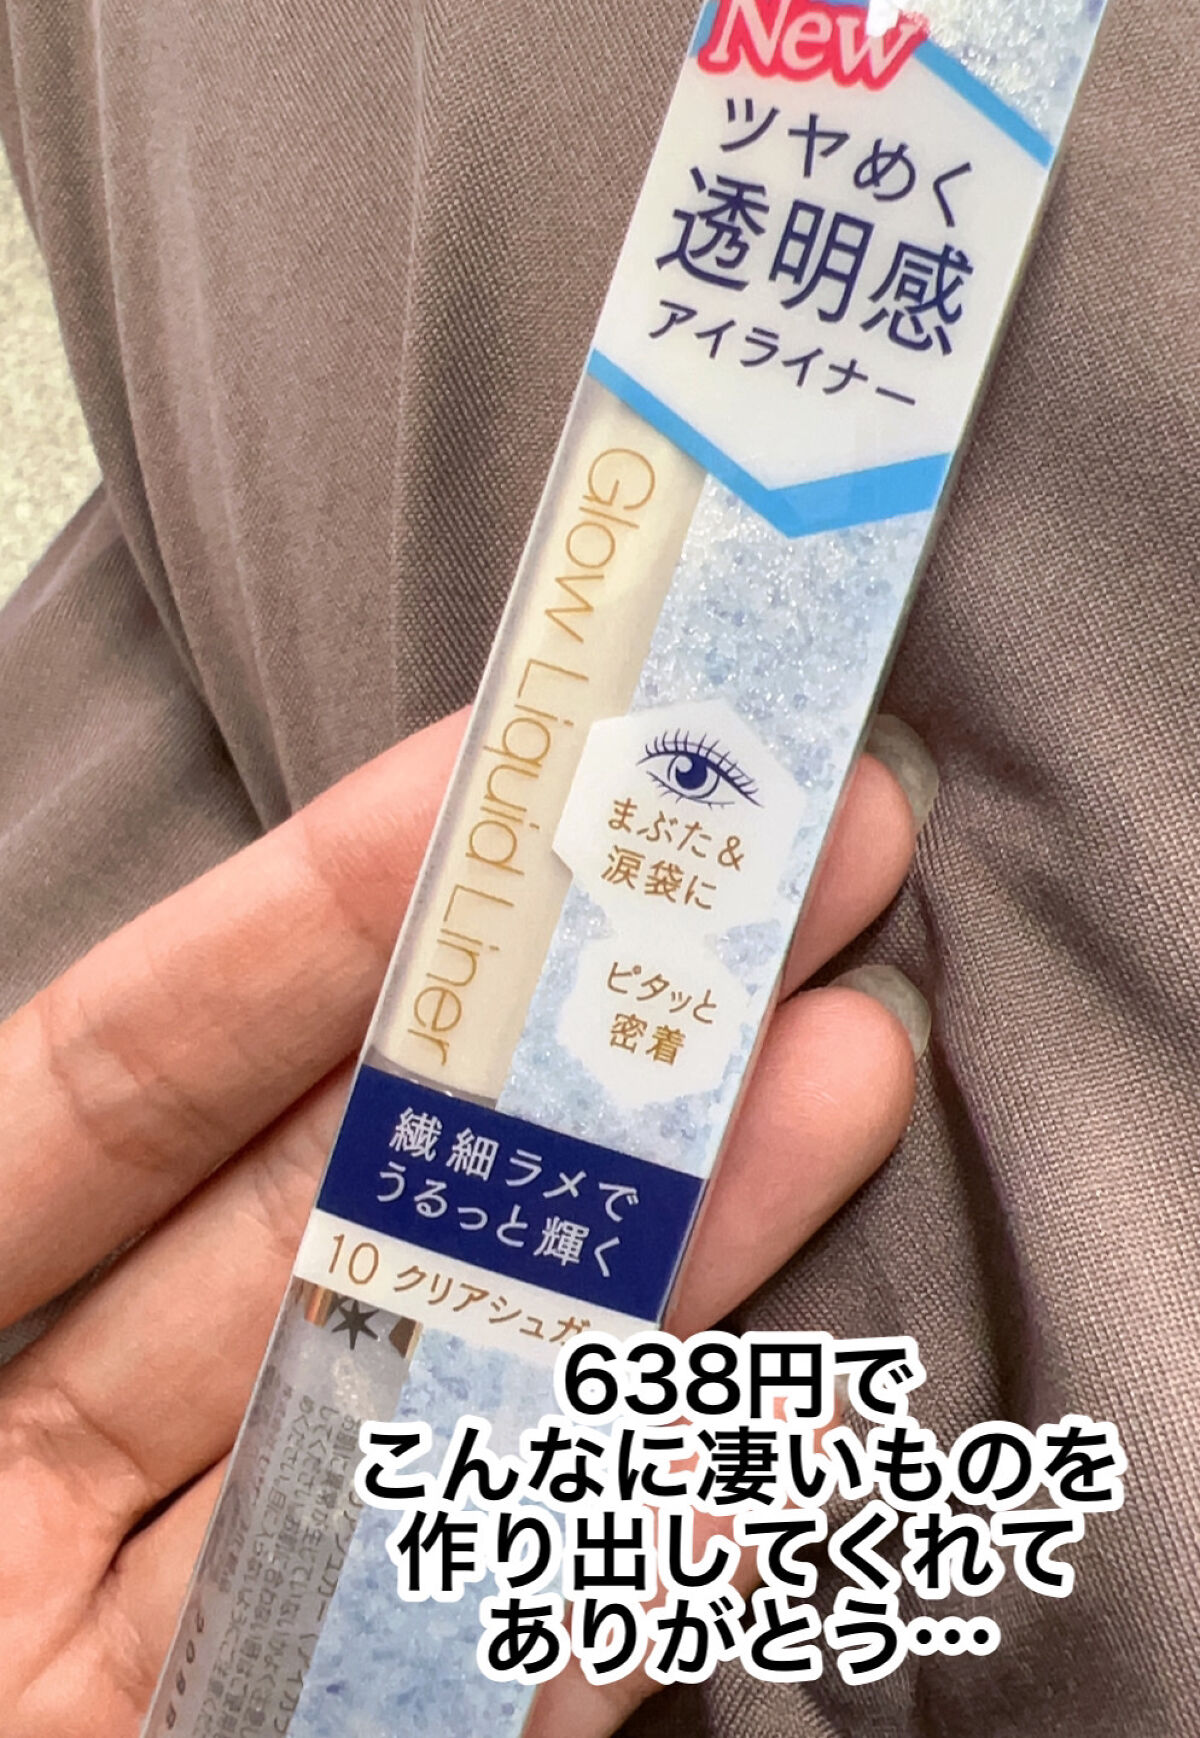 New
ツヤめく
透明感
アイライナー
Glow Liquid Liner
まぶた&
涙袋に
ピタッと
密着
繊細ラメで
うるっと輝く
10 クリアシュガ
638円で
こんなに凄いものを
作り出してくれて
ありがとう…